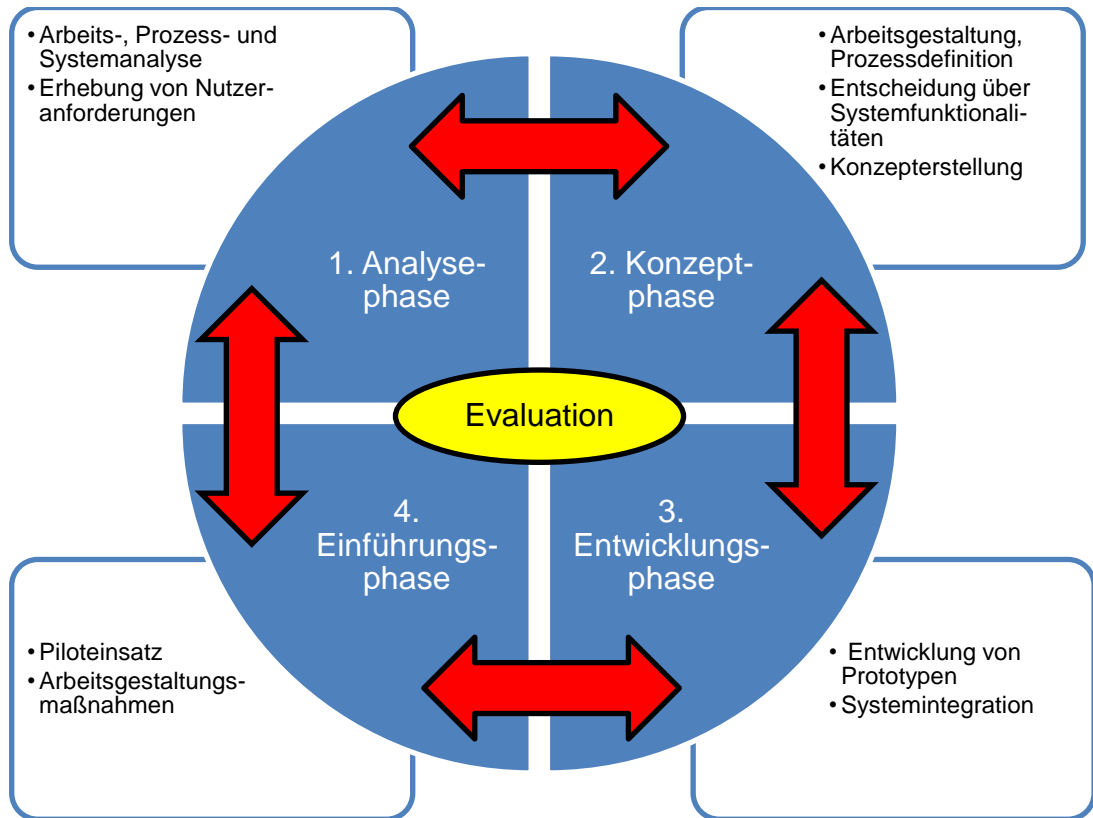 •Arbeits-, Prozess- und
Systemanalyse
•Erhebung von Nutzer-
anforderungen
•Arbeitsgestaltung,
Prozessdefinition
•Entscheidung über
Systemfunktionali-
täten
•Konzepterstellung
1. Analyse-
phase
2. Konzept-
phase
Evaluation
4.
Einführungs-
phase
3.
Entwicklungs-
phase
•Piloteinsatz
•Arbeitsgestaltungs-
maßnahmen
• Entwicklung von
Prototypen
•Systemintegration